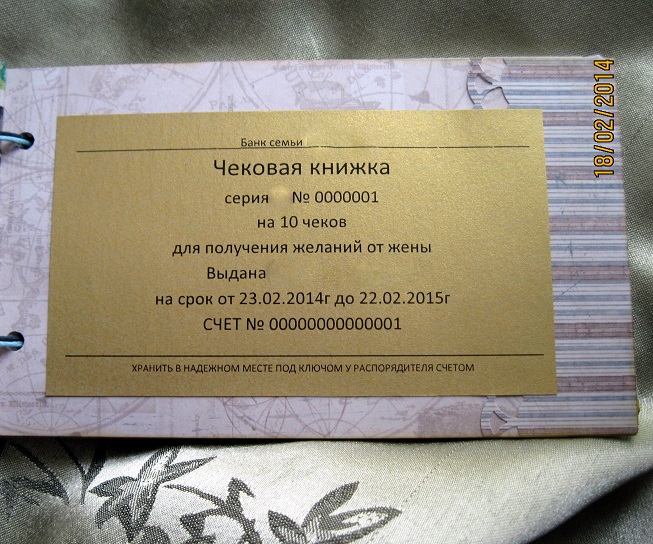 Банк семьи
Чековая книжка
серия № 0000001
на 10 чеков
для получения желаний от жены
Выдана
на срок от 23.02.2014г до 22.02.2015г
СЧЕТ № 00000000000001
ХРАНИТЬ В НАДЕЖНОМ МЕСТЕ ПОД КЛЮЧОМ У РАСПОРЯДИТЕЛЯ СЧЕТОМ
18/02/2014